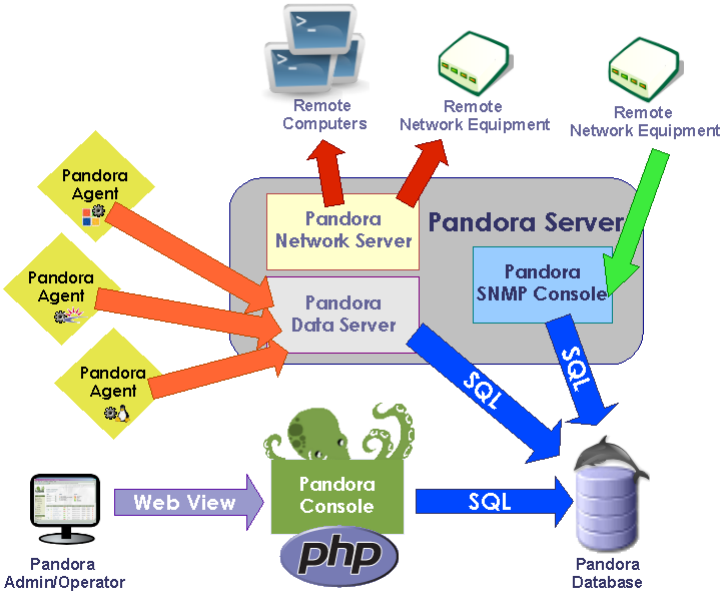 Remote
Computers
Remote
Network Equipment
Remote
Network Equipment
Pandora
Agent
Pandora
Network Server
Pandora Server
Pandora
SNMP Console
Pandora
Agent
Pandora
Data Server
Pandora
Agent
SQL
SQL
Web View
Pandora
Console
SQL
php
Pandora
Admin/Operator
Pandora
Database